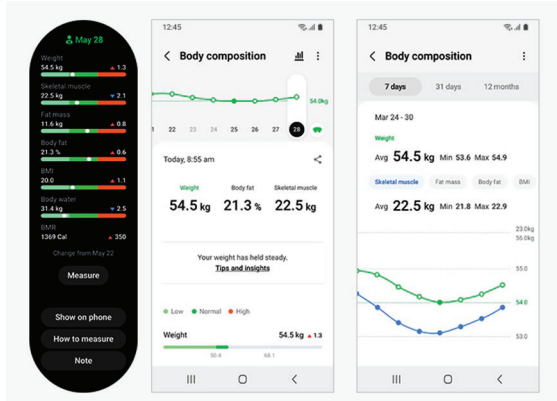 May 28
Weight
54.5 kg ▲ 1.3
Skeletal muscle
22.5 kg ▼ 2.1
Fat mass
11.6 kg ▲ 0.8
Body fat
21.3 % ▲ 0.6
BMI
20.0 ▲ 1.1
Body water
31.4 kg ▼ 2.5
BMR
1369 Cal ▲ 350
Change from May 22
Measure
Show on phone
How to measure
Note
12:45
Body composition
54.0kg
22 23 24 25 26 27 28
Today, 8:55 am
Weight Body fat Skeletal muscle
54.5 kg 21.3 % 22.5 kg
Your weight has held steady.
Tips and insights
Low Normal High
Weight 54.5 kg ▲ 1.3
50.4 68.1
12:45
Body composition
7 days 31 days 12 months
Mar 24 - 30
Weight
Avg 54.5 kg Min 53.6 Max 54.9
Skeletal muscle Fat mass Body fat BMI
Avg 22.5 kg Min 21.8 Max 22.9
23.0kg
56.0kg
55.0
54.0
53.0